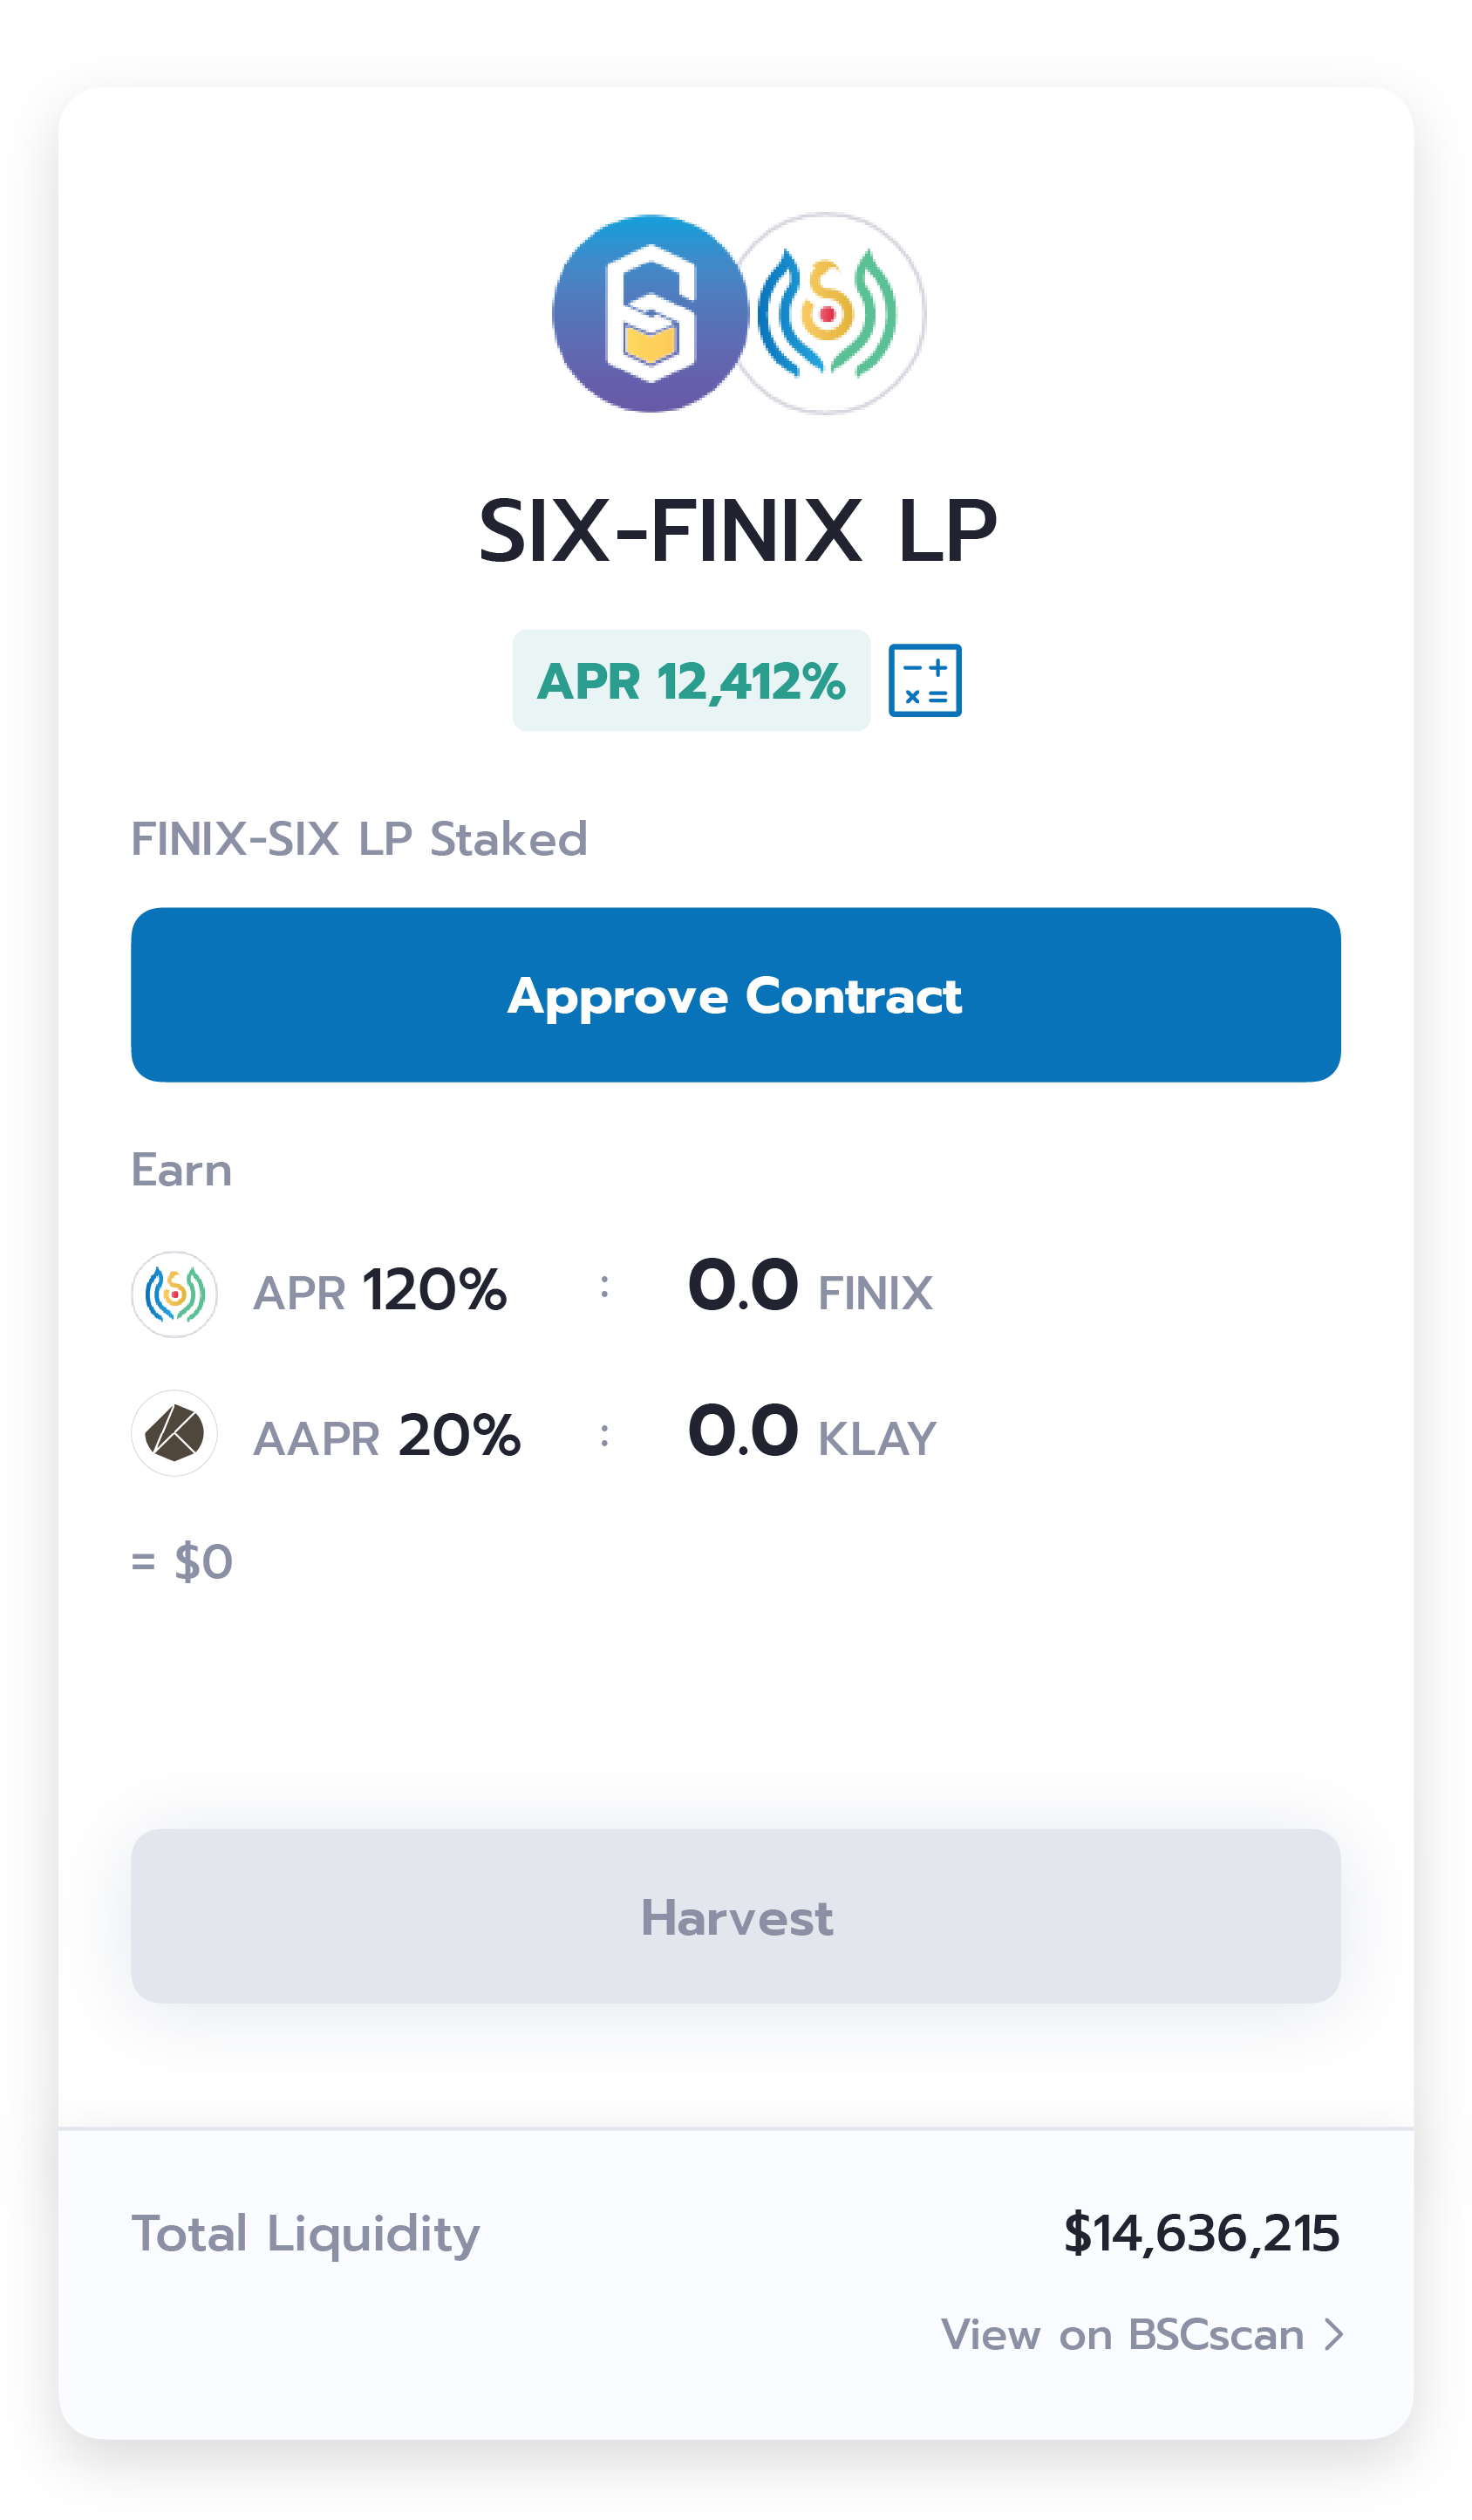 SIX-FINIX LP
APR 12,412%
FINIX-SIX LP Staked
Approve Contract
Earn
APR 120% : 0.0 FINIX
AAPR 20% : 0.0 KLAY
= $0
Harvest
Total Liquidity $14,636,215
View on BSCscan >